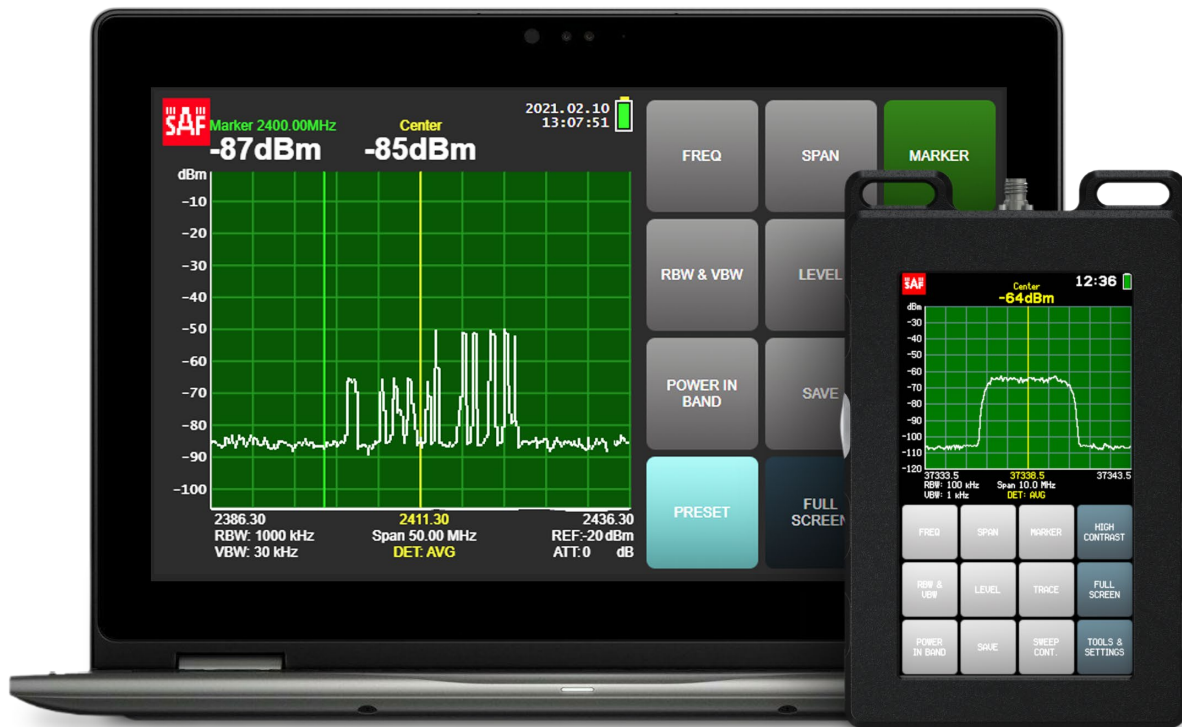 SAF
Marker 2400.00MHz
-87dBm
Center
-85dBm
2021.02.10
13:07:51
dBm
-10
-20
-30
-40
-50
-60
-70
-80
-90
-100
2386.30
2411.30
2436.30
RBW: 1000 kHz
Span 50.00 MHz
REF:-20 dBm
VBW: 30 kHz
DET: AVG
ATT: 0 dB
FREQ
SPAN
MARKER
RBW & VBW
LEVEL
POWER IN
BAND
SAVE
PRESET
FULL
SCREEN
SAF
Center
-64dBm
12:36
dBm
-30
-40
-50
-60
-70
-80
-90
-100
-110
-120
37333.5
37338.5
37343.5
RBW: 100 kHz
Span 10.0 MHz
VBW: 1 kHz
DET: AVG
FREQ
SPAN
MARKER
HIGH
CONTRAST
RBW &
VBW
LEVEL
TRACE
FULL
SCREEN
POWER
IN BAND
SAVE
SWEEP
CONT.
TOOLS &
SETTINGS